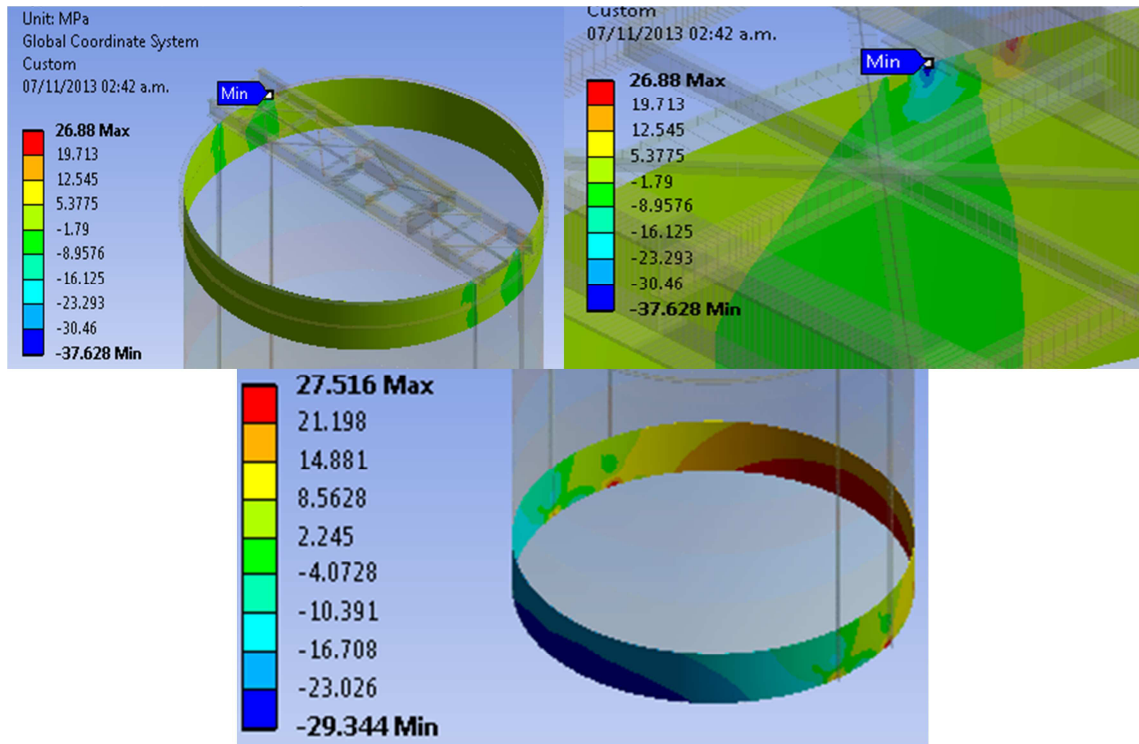 Unit: MPa
Global Coordinate System
Custom
07/11/2013 02:42 a.m.
Min
26.88 Max
19.713
12.545
5.3775
-1.79
-8.9576
-16.125
-23.293
-30.46
-37.628 Min
Custom
07/11/2013 02:42 a.m.
Min
26.88 Max
19.713
12.545
5.3775
-1.79
-8.9576
-16.125
-23.293
-30.46
-37.628 Min
27.516 Max
21.198
14.881
8.5628
2.245
-4.0728
-10.391
-16.708
-23.026
-29.344 Min